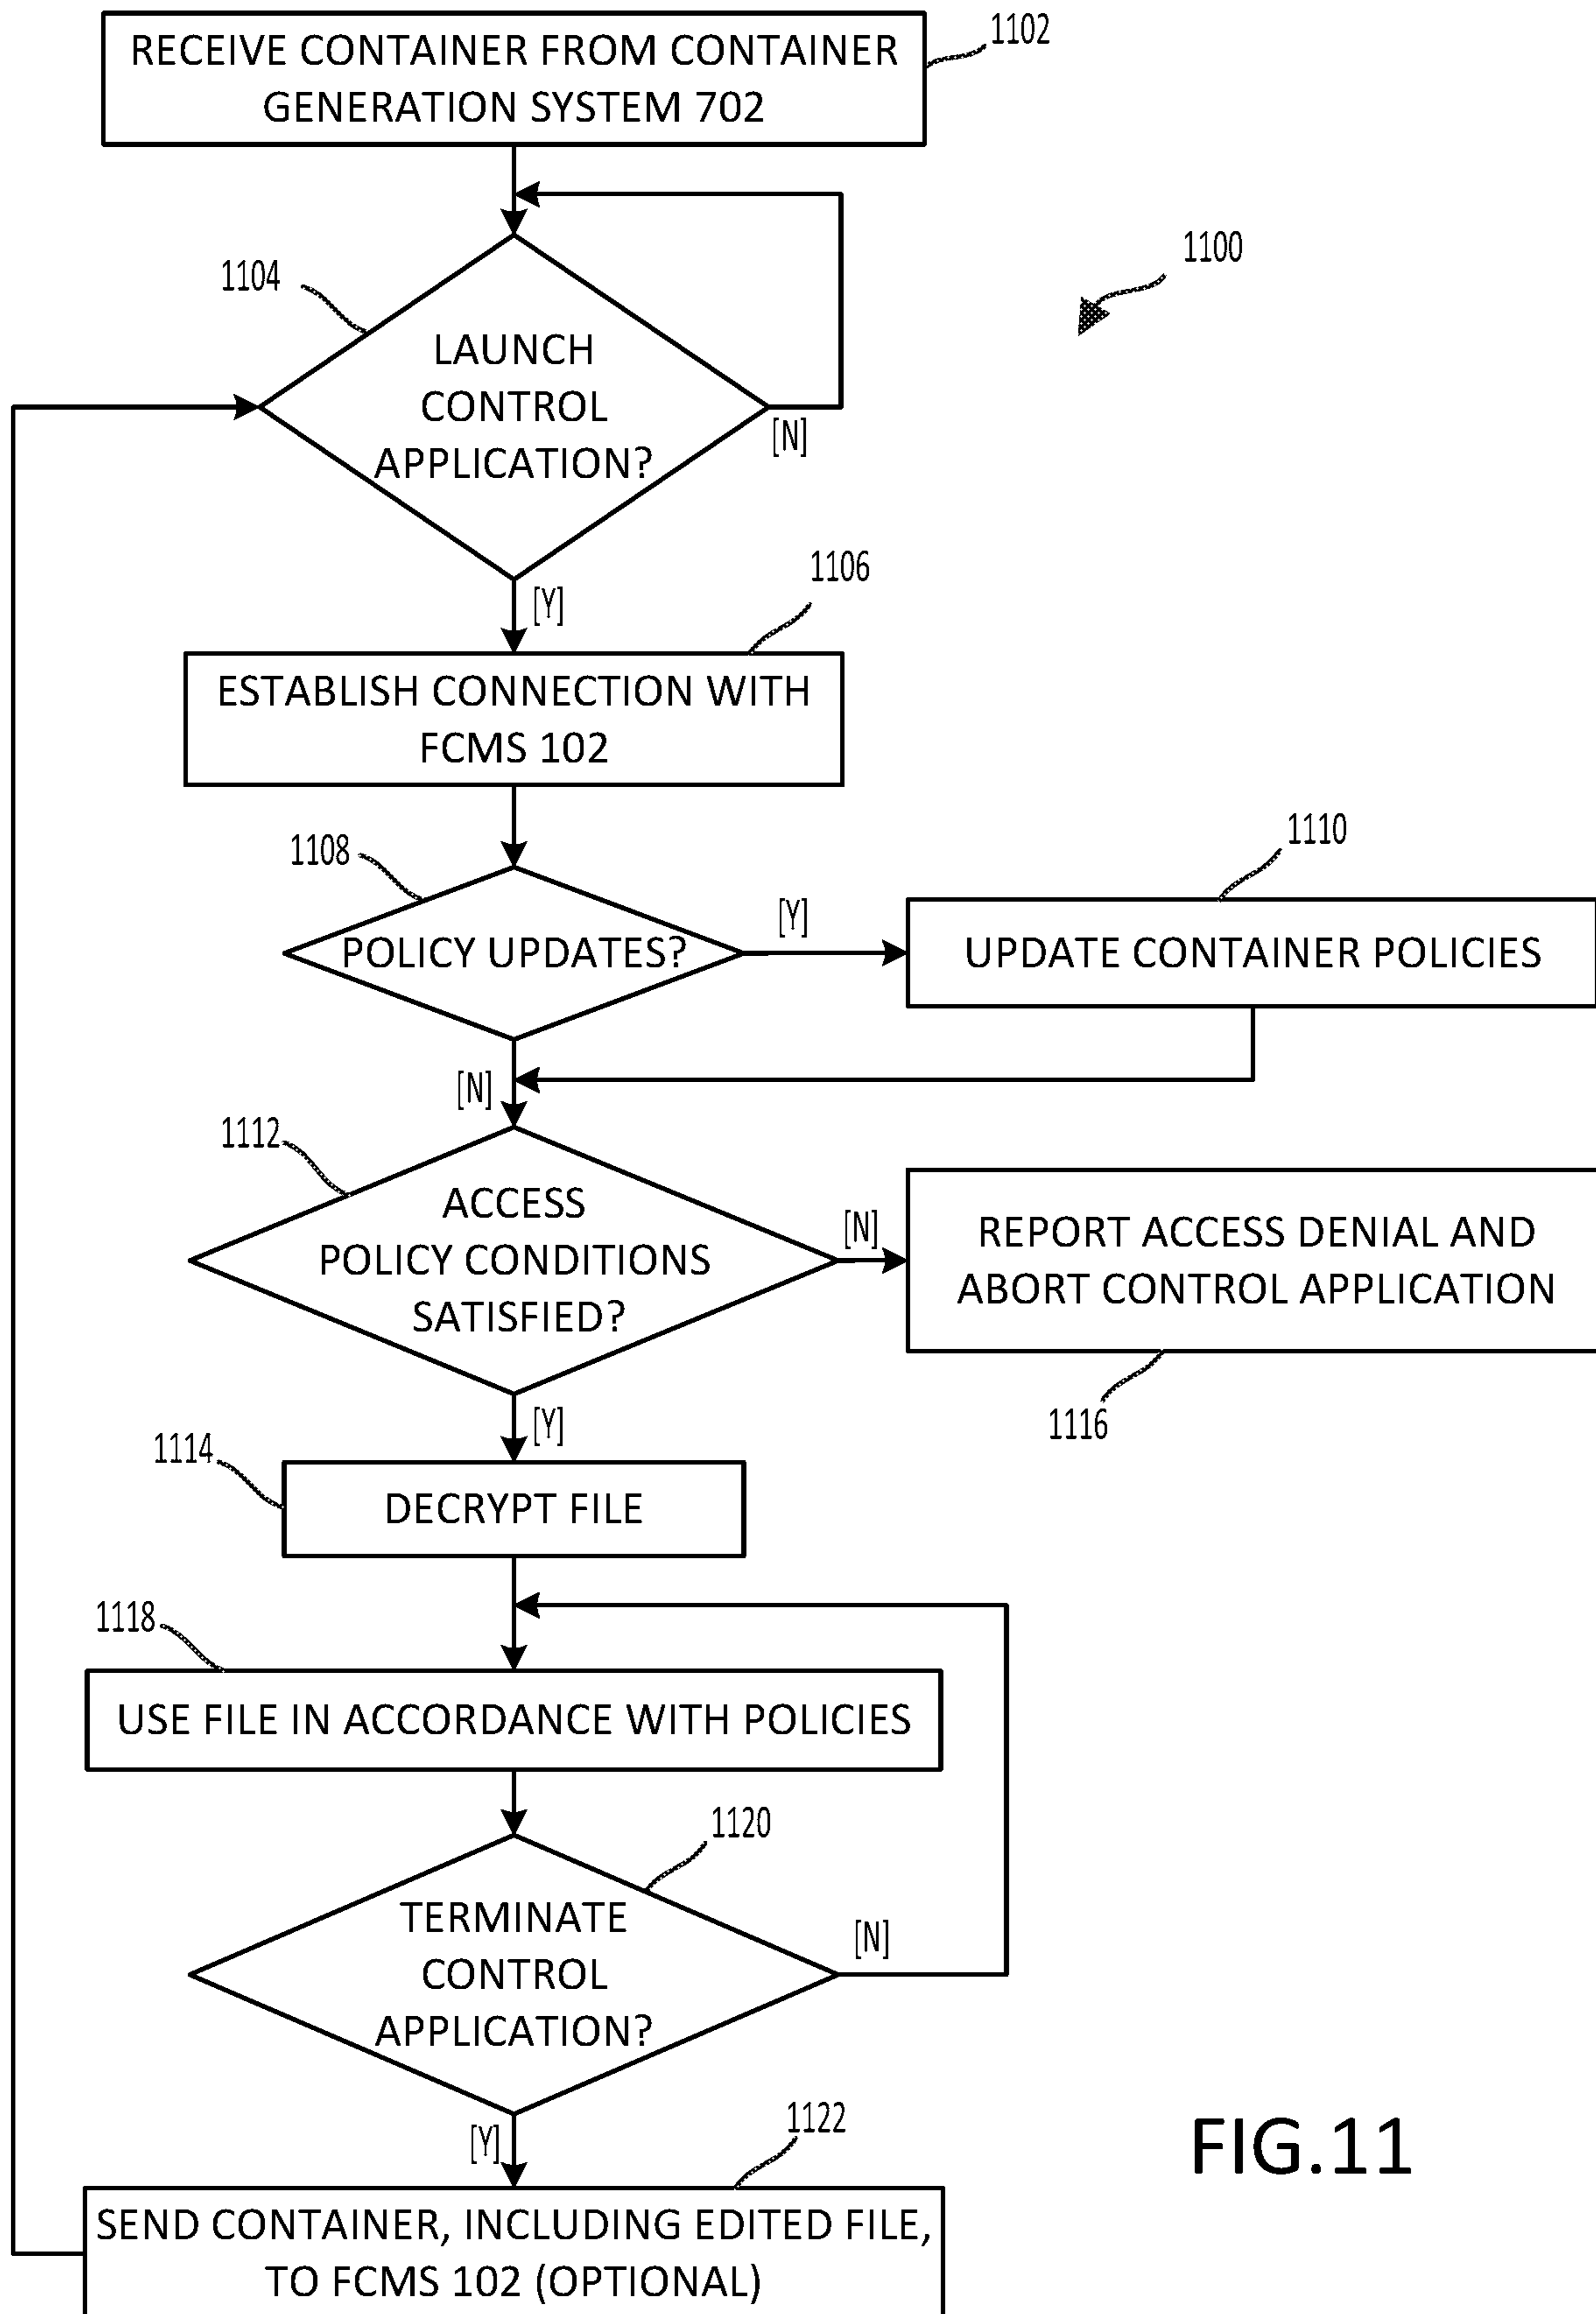 RECEIVE CONTAINER FROM CONTAINER
GENERATION SYSTEM 702
1102
1100
1104
LAUNCH
CONTROL
APPLICATION?
[N]
[Y]
1106
ESTABLISH CONNECTION WITH
FCMS 102
1108
POLICY UPDATES?
[Y]
1110
UPDATE CONTAINER POLICIES
[N]
1112
ACCESS
POLICY CONDITIONS
SATISFIED?
[N]
REPORT ACCESS DENIAL AND
ABORT CONTROL APPLICATION
1116
[Y]
1114
DECRYPT FILE
1118
USE FILE IN ACCORDANCE WITH POLICIES
1120
TERMINATE
CONTROL
APPLICATION?
[N]
[Y]
1122
SEND CONTAINER, INCLUDING EDITED FILE,
TO FCMS 102 (OPTIONAL)
FIG.11